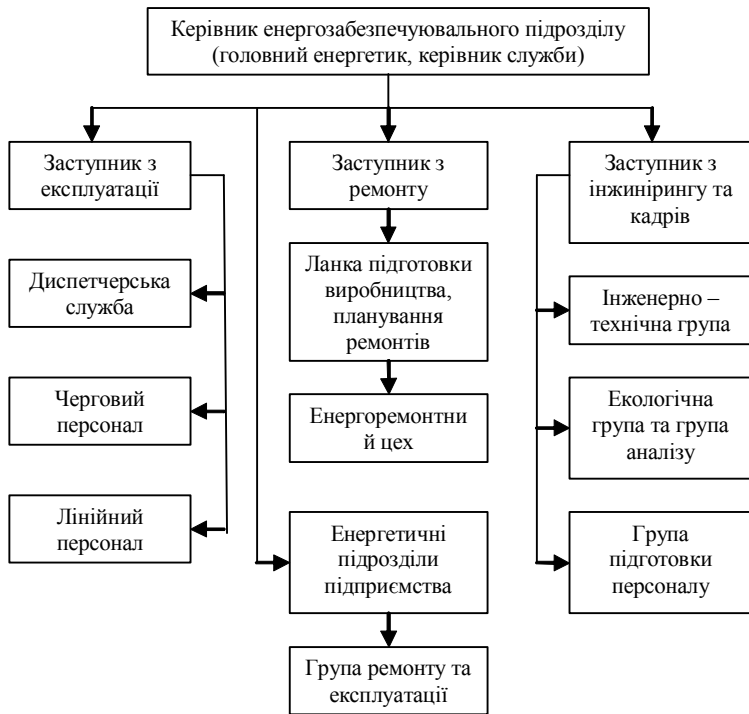 Керівник енергозабезпечувального підрозділу
(головний енергетик, керівник служби)
Заступник з
експлуатації
Диспетчерська
служба
Черговий
персонал
Лінійний
персонал
Заступник з
ремонту
Ланка підготовки
виробництва,
планування
ремонтів
Енергоремонтни
й цех
Енергетичні
підрозділи
підприємства
Група ремонту та
експлуатації
Заступник з
інжинірингу та
кадрів
Інженерно –
технічна група
Екологічна
група та група
аналізу
Група
підготовки
персоналу